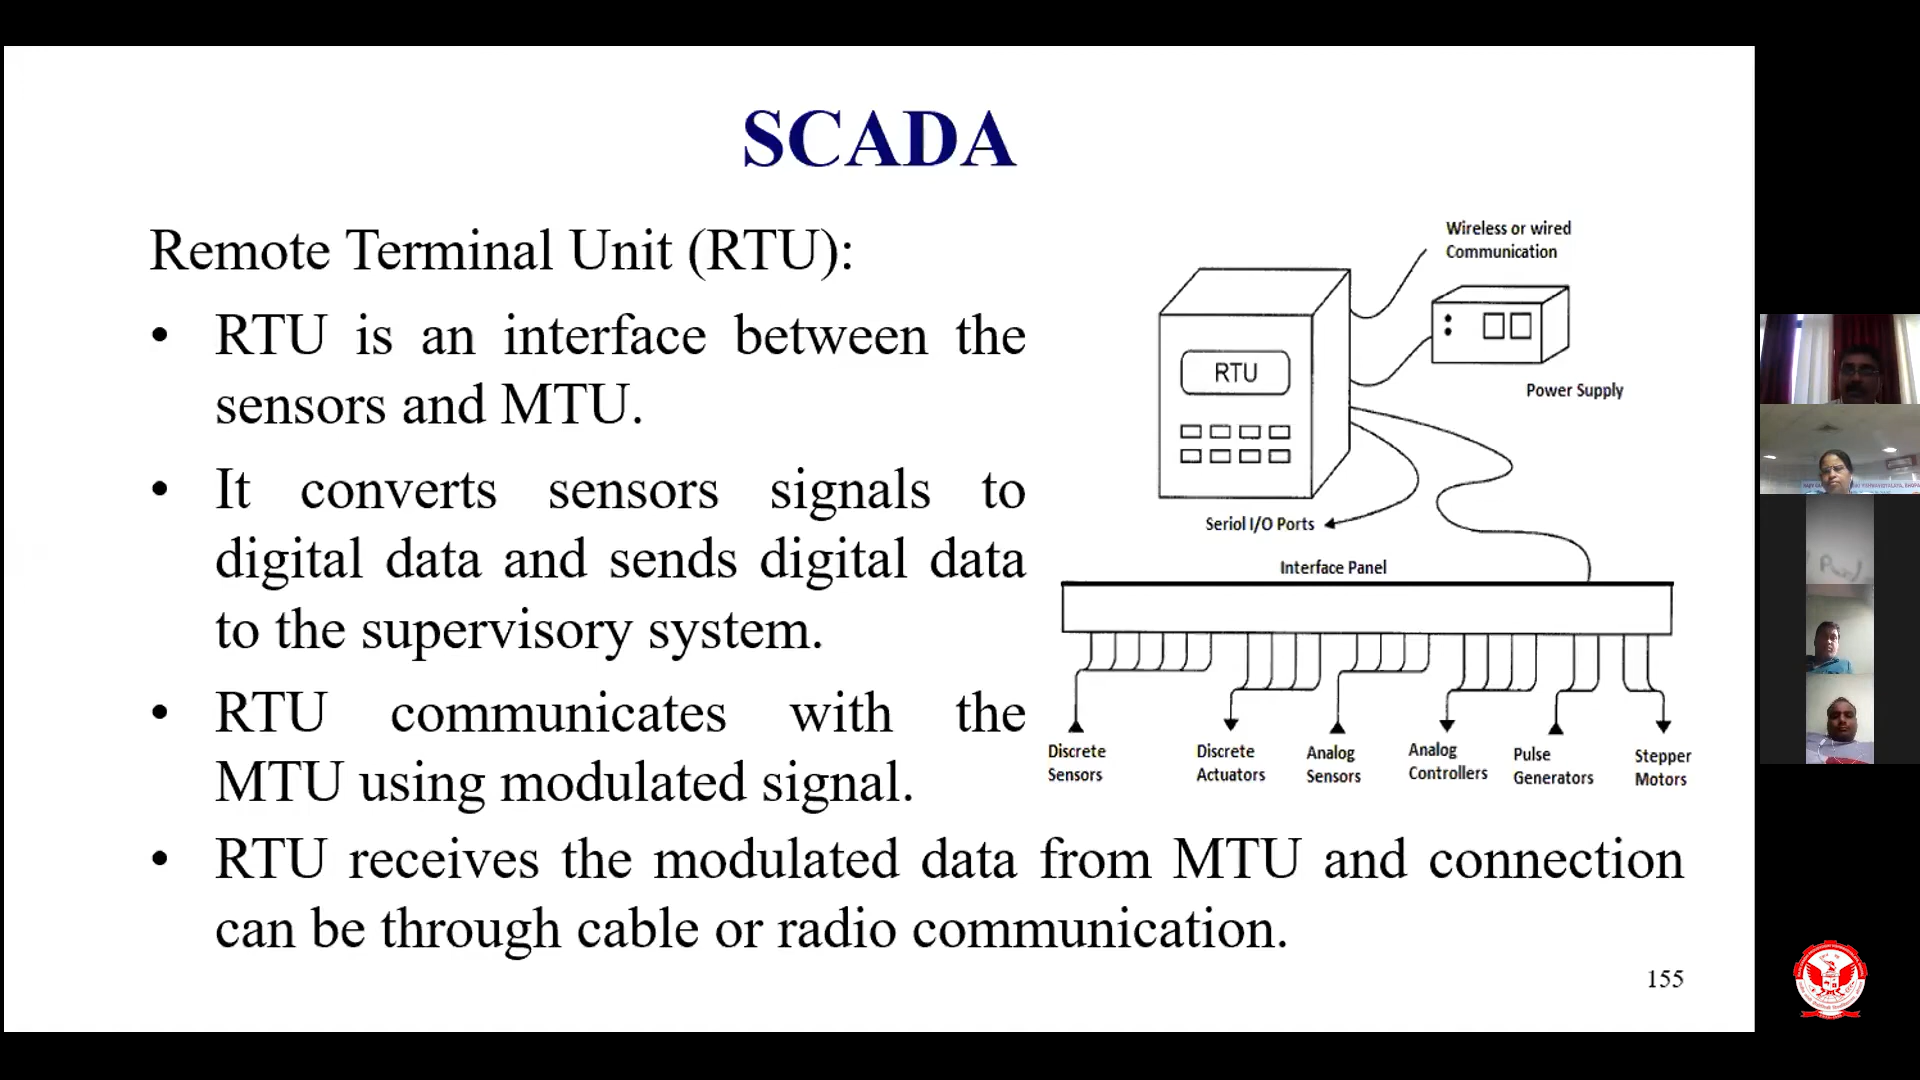 SCADA
Remote Terminal Unit (RTU):
• RTU is an interface between the
sensors and MTU.
• It converts sensors signals to
digital data and sends digital data
to the supervisory system.
• RTU communicates with the
MTU using modulated signal.
• RTU receives the modulated data from MTU and connection
can be through cable or radio communication.
Wireless or wired
Communication
RTU
Power Supply
Seriol I/O Ports
Interface Panel
Discrete
Sensors
Discrete
Actuators
Analog
Sensors
Analog
Controllers
Pulse
Generators
Stepper
Motors
155